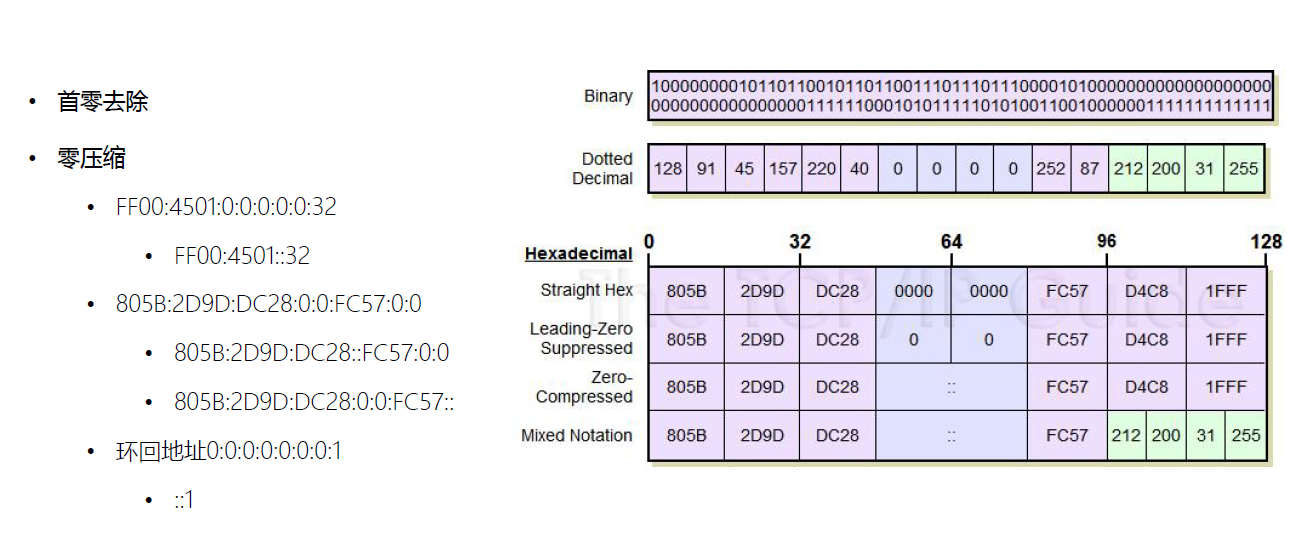 • 首零去除
• 零压缩
• FF00:4501:0:0:0:0:0:32
• FF00:4501::32
• 805B:2D9D:DC28:0:0:FC57:0:0
• 805B:2D9D:DC28::FC57:0:0
• 805B:2D9D:DC28:0:0:FC57::
• 环回地址0:0:0:0:0:0:0:1
• ::1
Binary
1000000001011011001011011001110111011100001010000000000000000000
0000000000000000111111000101011111010100110010000001111111111111
Dotted
Decimal
128 91 45 157 220 40 0 0 0 0 252 87 212 200 31 255
Hexadecimal 0 32 64 96 128
Straight Hex 805B 2D9D DC28 0000 0000 FC57 D4C8 1FFF
Leading-Zero
Suppressed 805B 2D9D DC28 0 0 FC57 D4C8 1FFF
Zero-
Compressed 805B 2D9D DC28 :: FC57 D4C8 1FFF
Mixed Notation 805B 2D9D DC28 :: FC57 212 200 31 255
The TCP/IP Guide